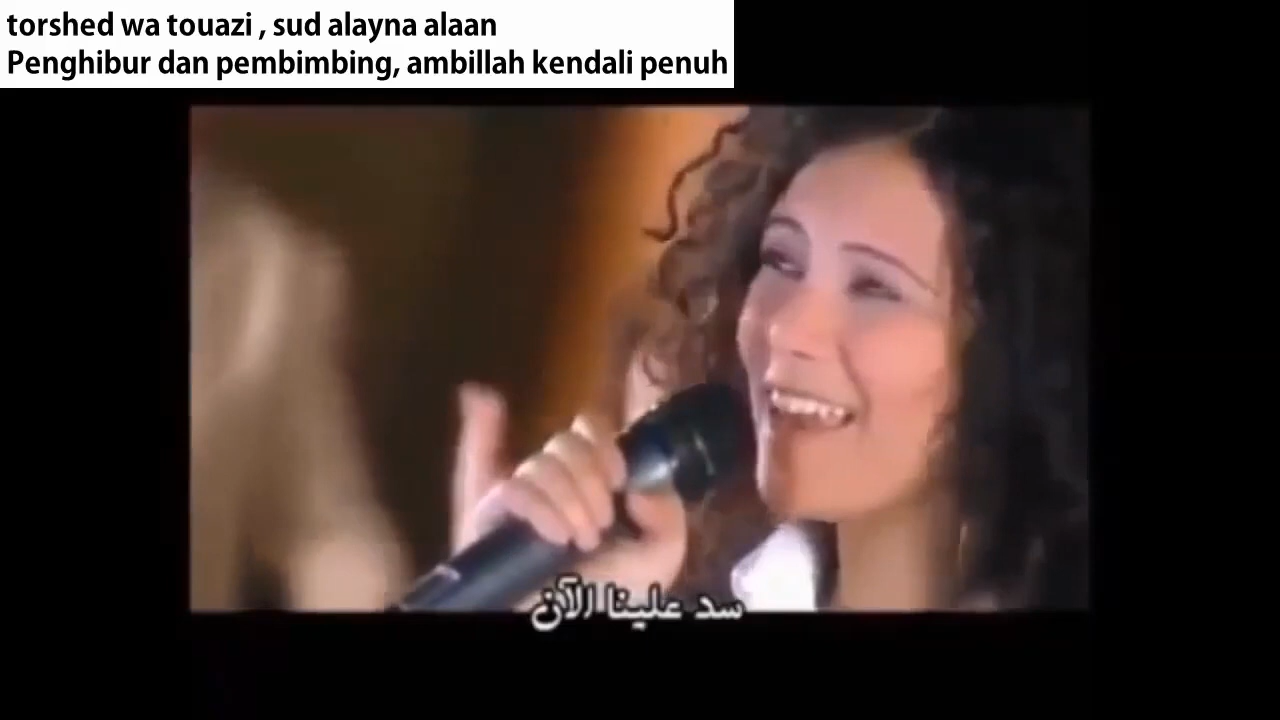 torshed wa touazi , sud alayna alaan
Penghibur dan pembimbing, ambillah kendali penuh
سد علينا الآن